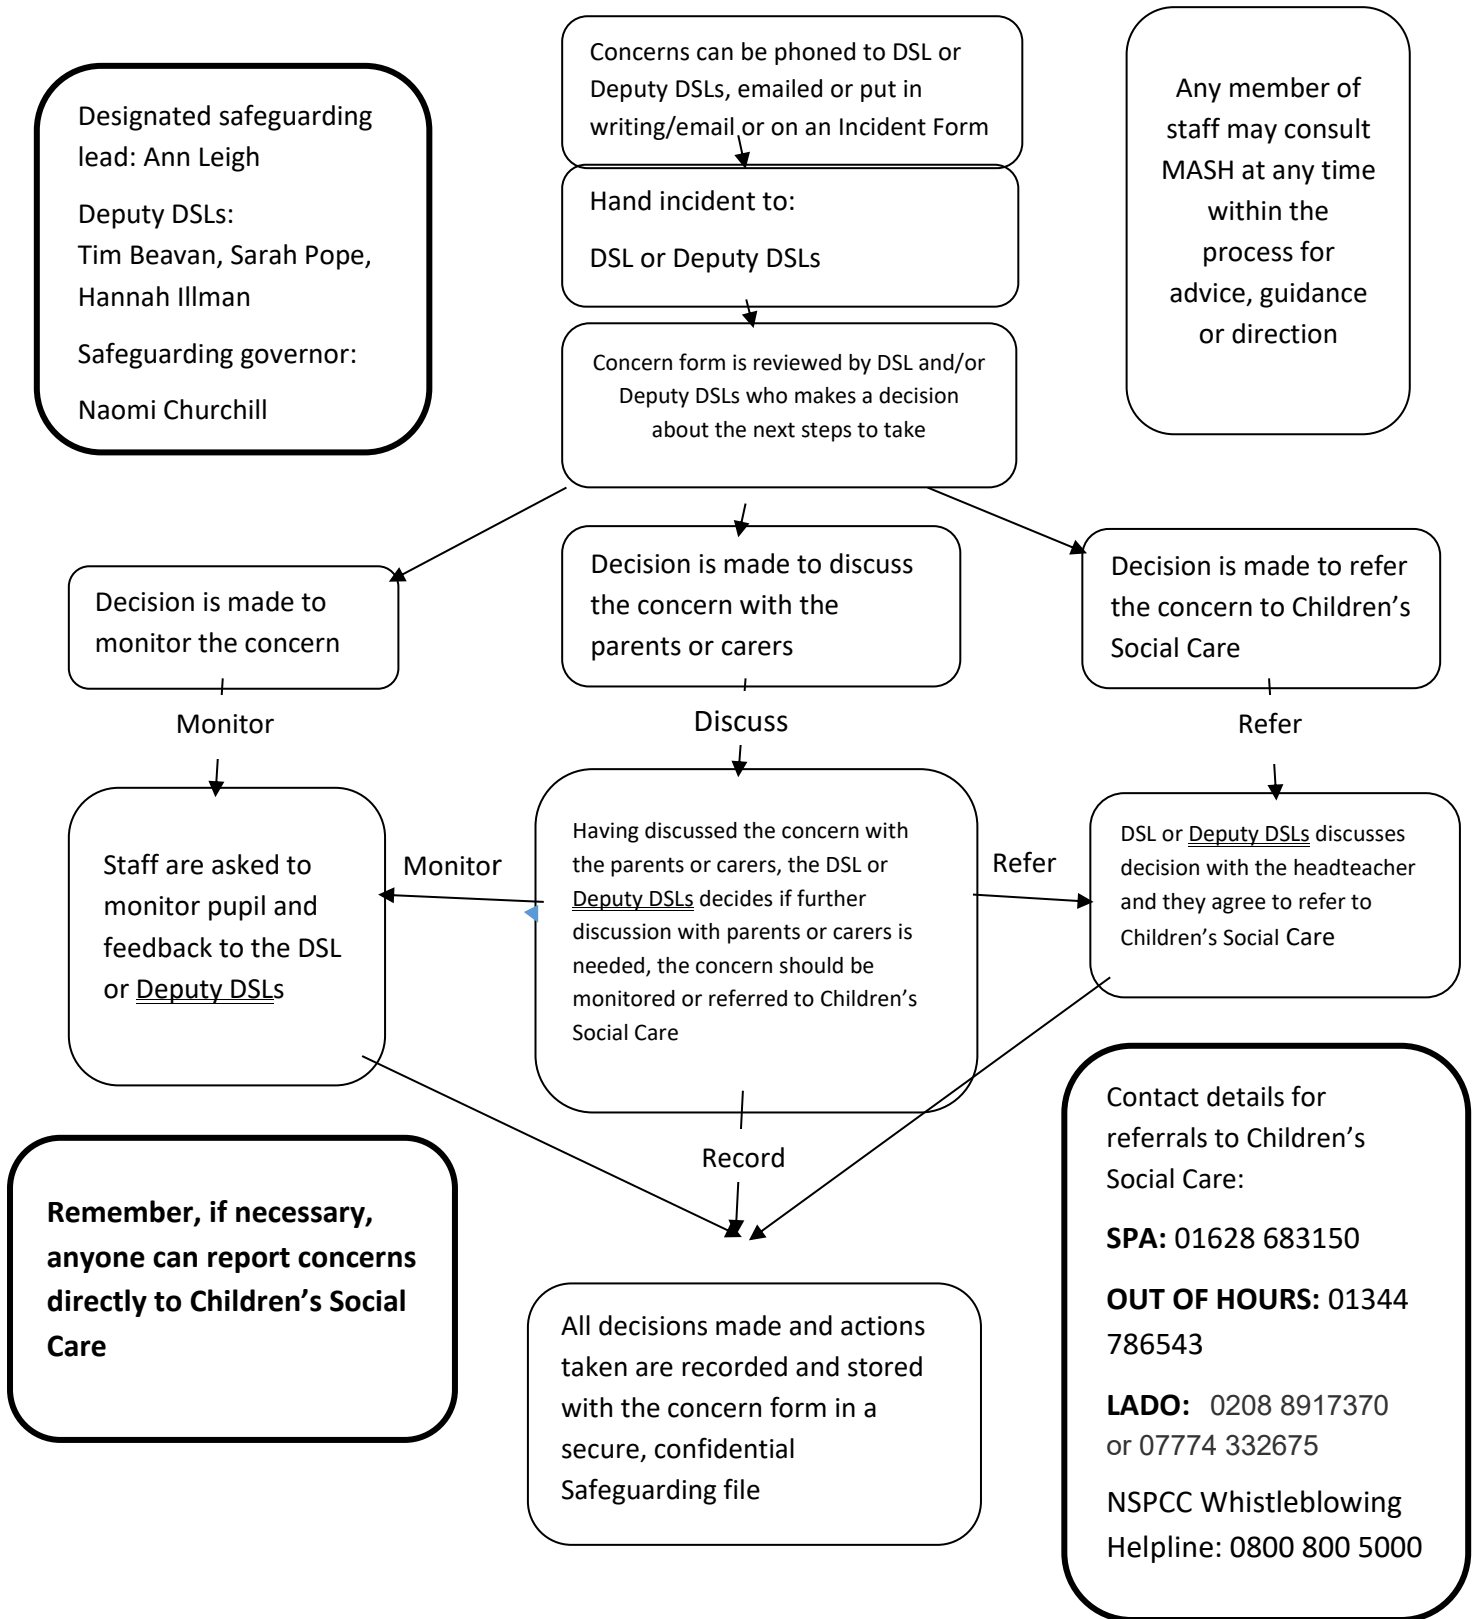 Concerns can be phoned to DSL or
Deputy DSLs, emailed or put in
writing/email or on an Incident Form
Designated safeguarding
lead: Ann Leigh
Deputy DSLs:
Tim Beavan, Sarah Pope,
Hannah Illman
Safeguarding governor:
Naomi Churchill
Any member of
staff may consult
MASH at any time
within the
process for
advice, guidance
or direction
Hand incident to:
DSL or Deputy DSLs
Concern form is reviewed by DSL and/or
Deputy DSLs who makes a decision
about the next steps to take
Decision is made to
monitor the concern
Decision is made to discuss
the concern with the
parents or carers
Decision is made to refer
the concern to Children’s
Social Care
Monitor
Discuss
Refer
Staff are asked to
monitor pupil and
feedback to the DSL
or Deputy DSLs
Monitor
Having discussed the concern with
the parents or carers, the DSL or
Deputy DSLs decides if further
discussion with parents or carers is
needed, the concern should be
monitored or referred to Children’s
Social Care
Refer
DSL or Deputy DSLs discusses
decision with the headteacher
and they agree to refer to
Children’s Social Care
Record
Remember, if necessary,
anyone can report concerns
directly to Children’s Social
Care
All decisions made and actions
taken are recorded and stored
with the concern form in a
secure, confidential
Safeguarding file
Contact details for
referrals to Children’s
Social Care:
SPA: 01628 683150
OUT OF HOURS: 01344
786543
LADO: 0208 8917370
or 07774 332675
NSPCC Whistleblowing
Helpline: 0800 800 5000